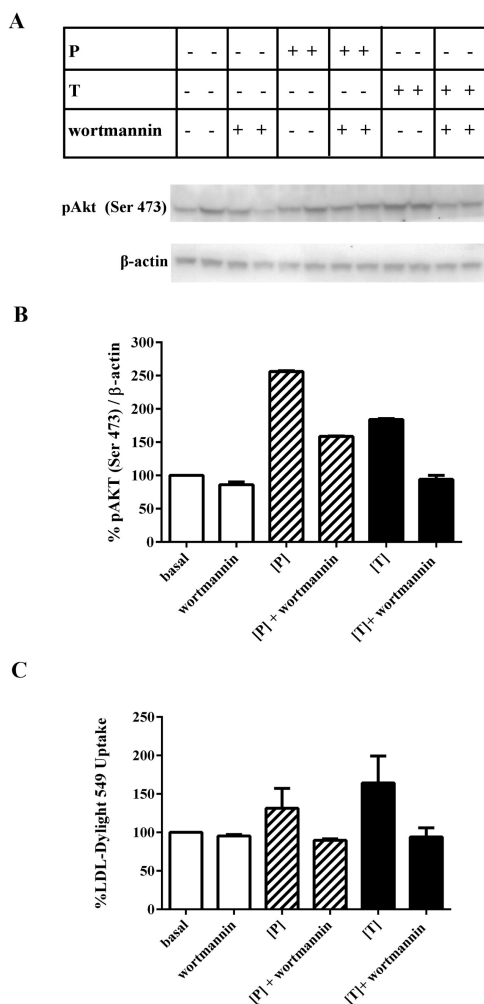 A
P - - - - + + + + - - - -
T - - - - - - - - + + + +
wortmannin - - + + - - + + - - + +
pAkt (Ser 473)
β-actin
B
% pAKT (Ser 473) / β-actin
300
250
200
150
100
50
0
basal
wortmannin
[P]
[P] + wortmannin
[T]
[T]+ wortmannin
C
%LDL-Dylight 549 Uptake
250
200
150
100
50
0
basal
wortmannin
[P]
[P] + wortmannin
[T]
[T]+ wortmannin